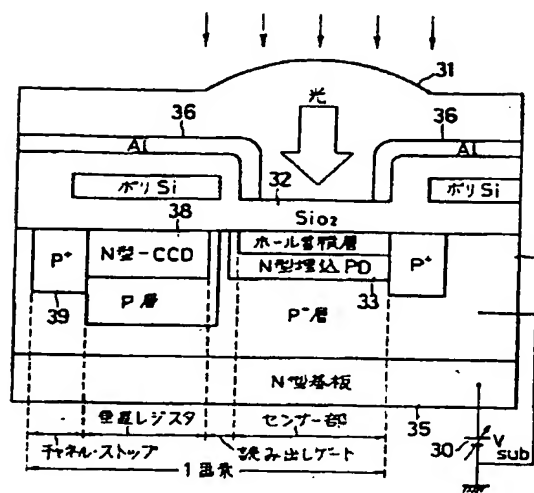 31
光
36
36
Al
Al
ポリSi
32
ポリSi
38
SiO₂
P⁺
N型-CCD
ホール蓄積層
P⁺
N型埋込PD
39
P層
33
P⁻層
N型基板
垂直レジスタ
センサー部
35
チャネル・ストップ
読み出しゲート
30
Vsub
1画素